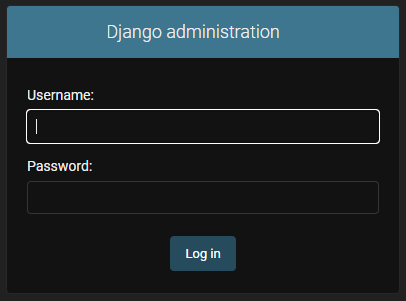 Django administration
Username:
Password:
Log in